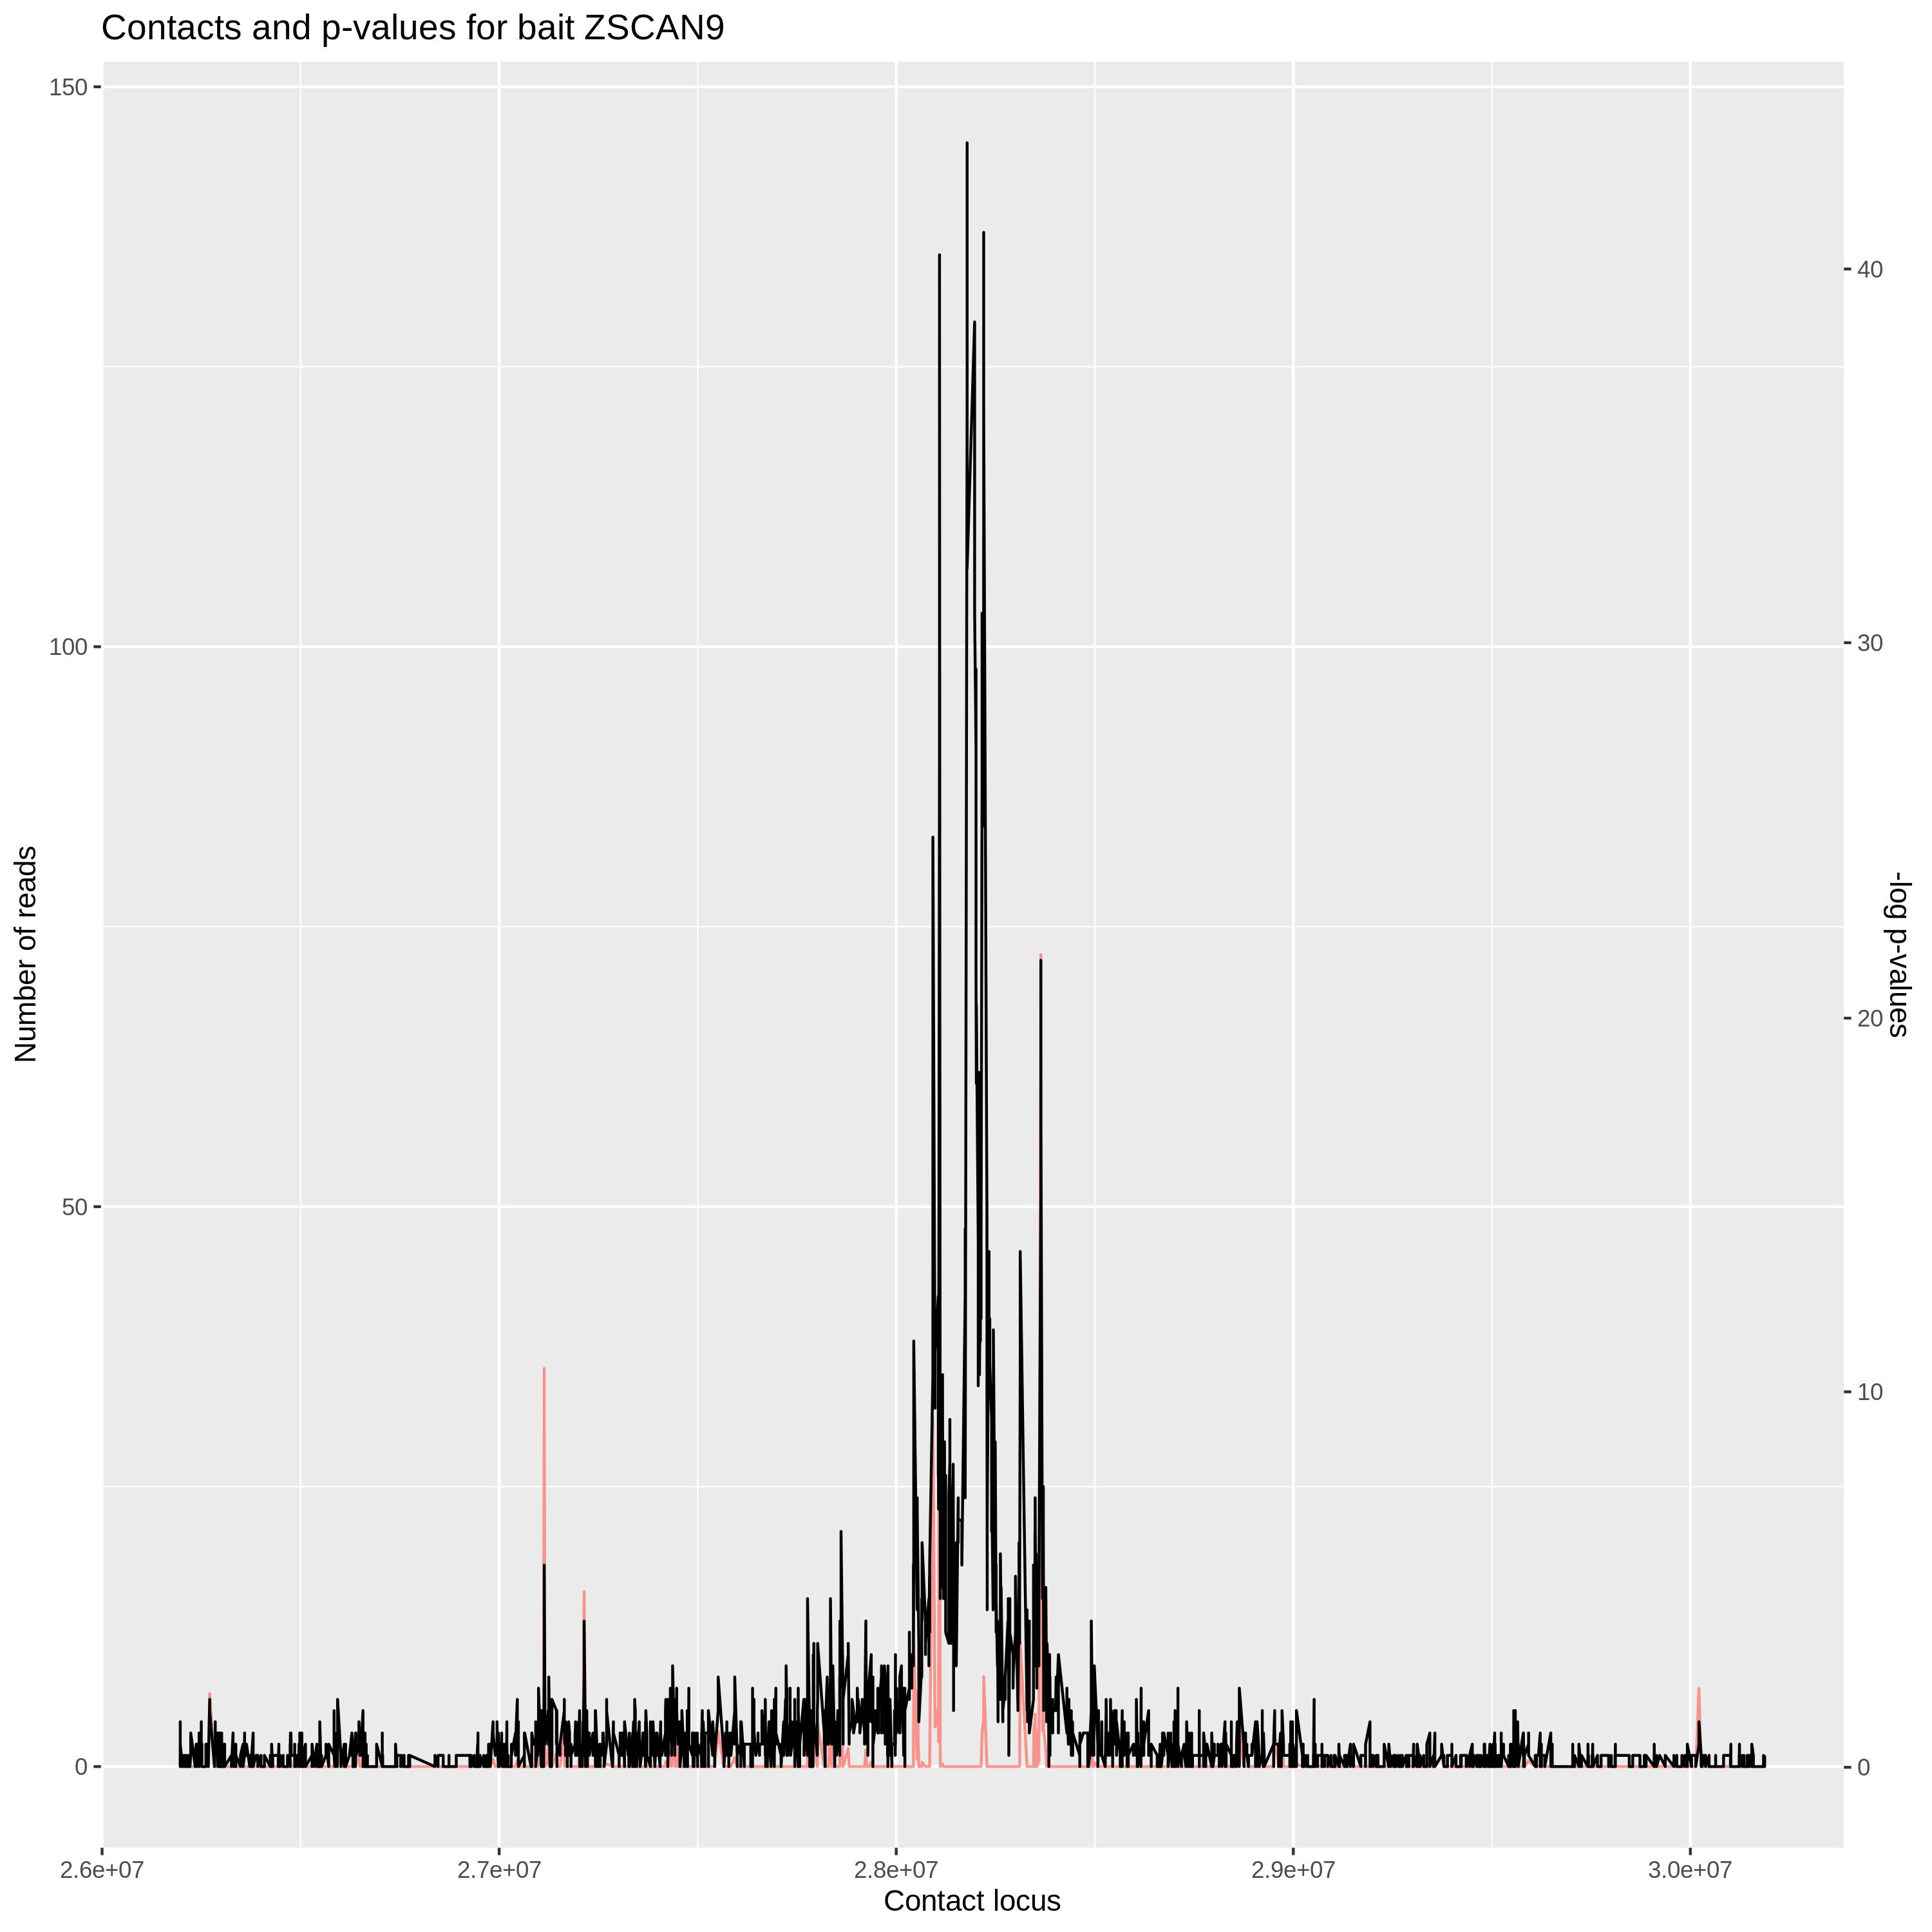 Contacts and p-values for bait ZSCAN9
150
100
50
0
Number of reads
40
30
20
10
0
-log p-values
2.6e+07 2.7e+07 2.8e+07 2.9e+07 3.0e+07
Contact locus